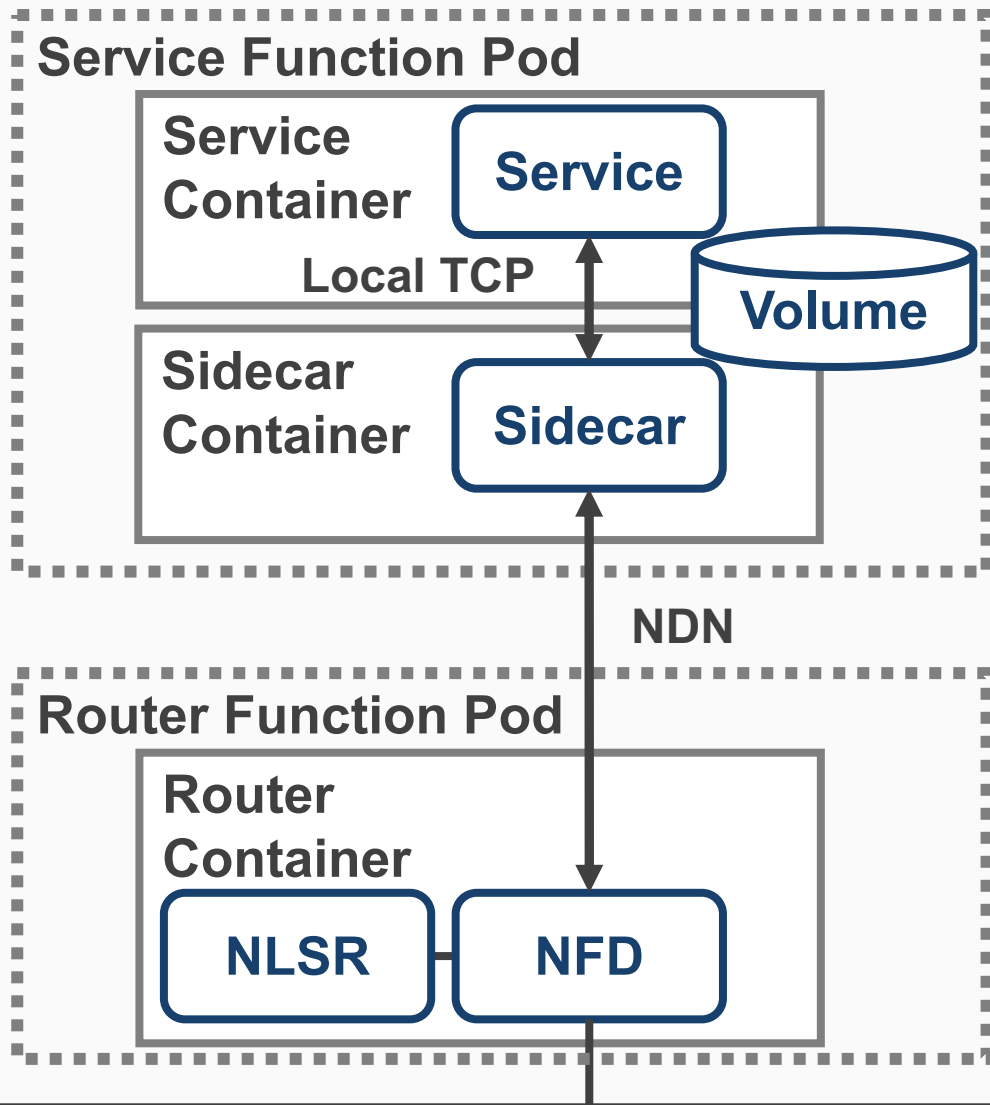 Service Function Pod
Service
Container
Service
Local TCP
Volume
Sidecar
Container
Sidecar
NDN
Router Function Pod
Router
Container
NLSR
NFD